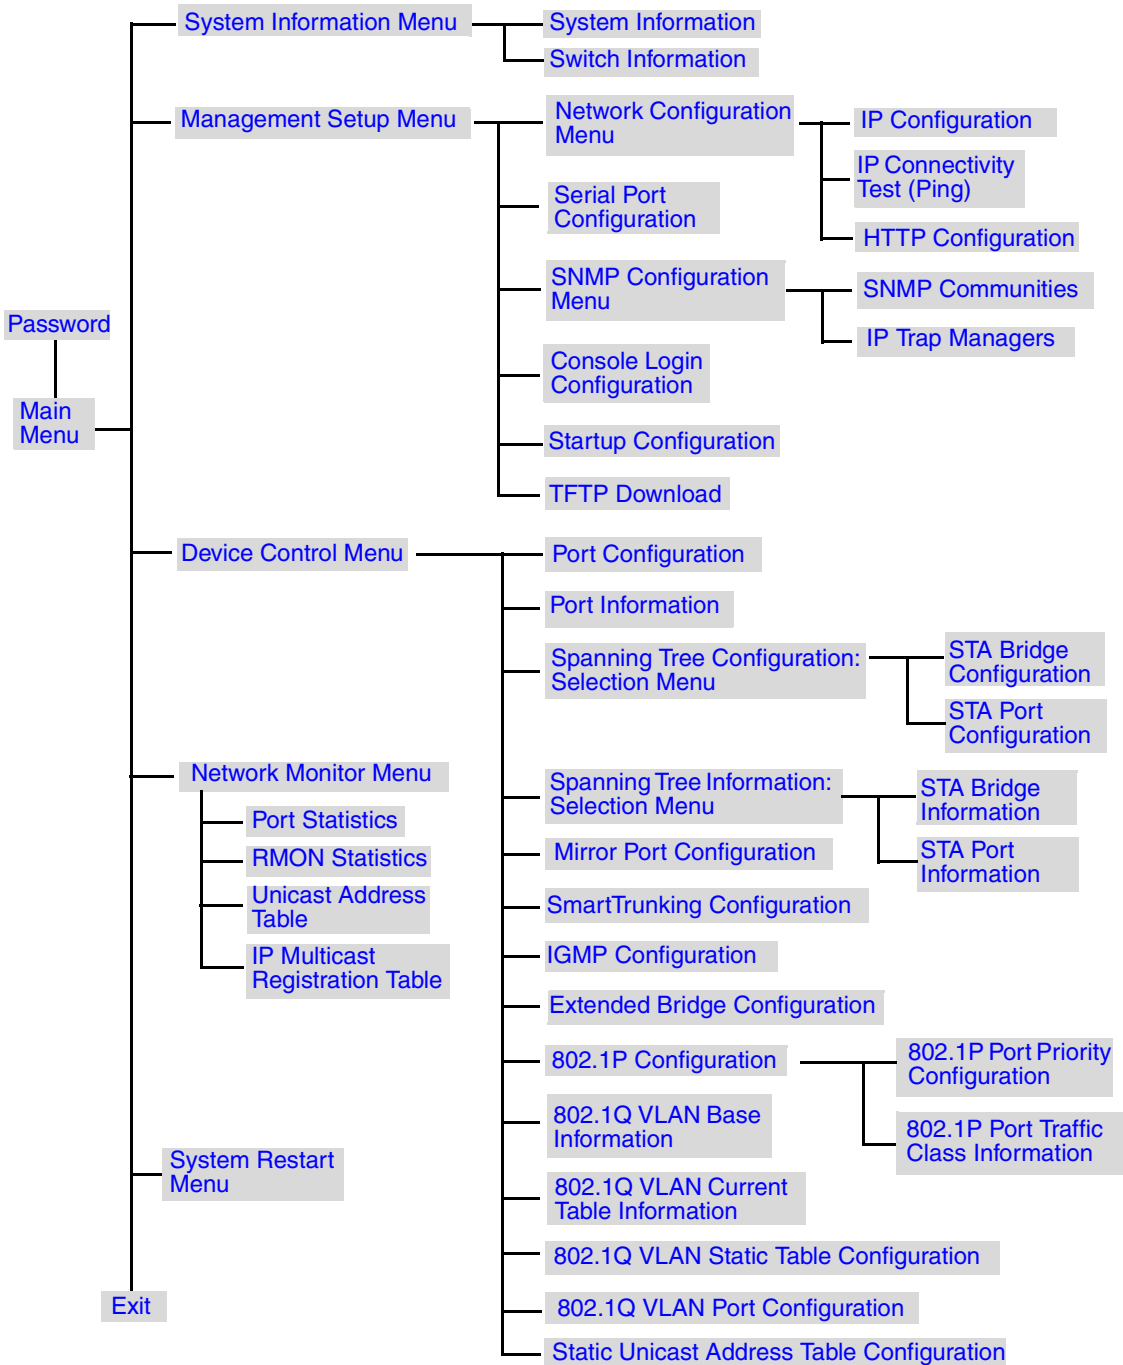 Password
Main
Menu
System Information Menu
System Information
Switch Information
Management Setup Menu
Network Configuration
Menu
IP Configuration
IP Connectivity
Test (Ping)
HTTP Configuration
Serial Port
Configuration
SNMP Configuration
Menu
SNMP Communities
IP Trap Managers
Console Login
Configuration
Startup Configuration
TFTP Download
Device Control Menu
Port Configuration
Port Information
Spanning Tree Configuration:
Selection Menu
STA Bridge
Configuration
STA Port
Configuration
Spanning Tree Information:
Selection Menu
STA Bridge
Information
STA Port
Information
Mirror Port Configuration
SmartTrunking Configuration
IGMP Configuration
Extended Bridge Configuration
802.1P Configuration
802.1P Port Priority
Configuration
802.1P Port Traffic
Class Information
802.1Q VLAN Base
Information
802.1Q VLAN Current
Table Information
802.1Q VLAN Static Table Configuration
802.1Q VLAN Port Configuration
Static Unicast Address Table Configuration
Network Monitor Menu
Port Statistics
RMON Statistics
Unicast Address
Table
IP Multicast
Registration Table
System Restart
Menu
Exit